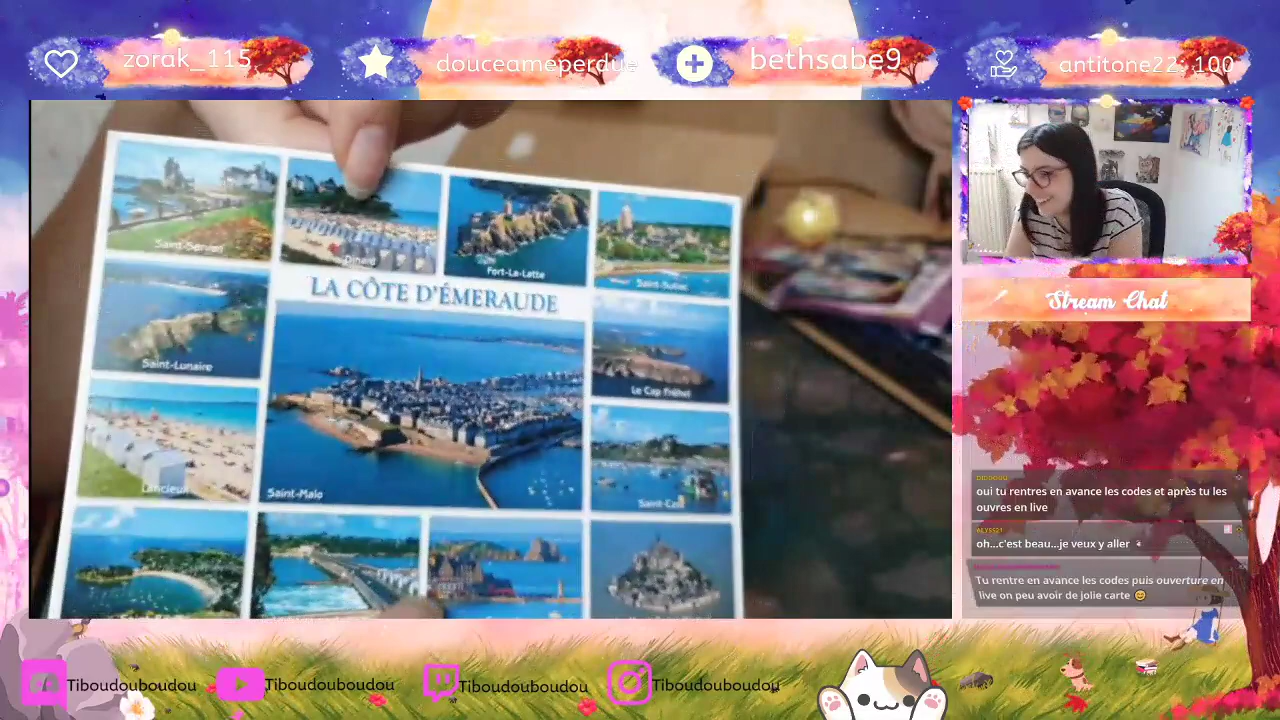 zorak_115
douceameperdue
bethsabe9
antitone22: 100
Saint-Servan
Dinard
Fort-La-Latte
LA CÔTE D'ÉMERAUDE
Saint-Lunaire
Le Cap Fréhel
Lancieux
Saint-Malo
Saint-Cast
Stream Chat
oui tu rentres en avance les codes et après tu les
ouvres en live
ALYSS21
oh...c'est beau...je veux y aller
Tu rentre en avance les codes puis ouverture en
live on peu avoir de jolie carte 😊
Tiboudouboudou
Tiboudouboudou
Tiboudouboudou
Tiboudouboudou